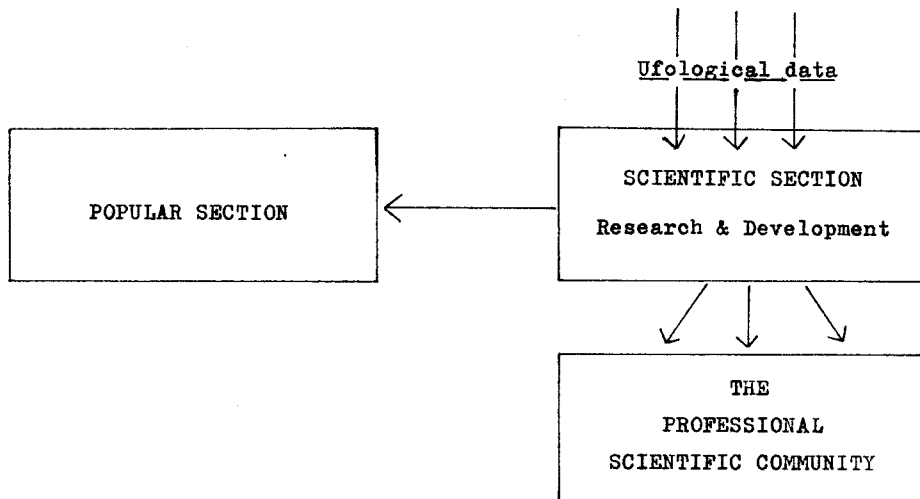 Ufological data
POPULAR SECTION
SCIENTIFIC SECTION
Research & Development
THE
PROFESSIONAL
SCIENTIFIC COMMUNITY